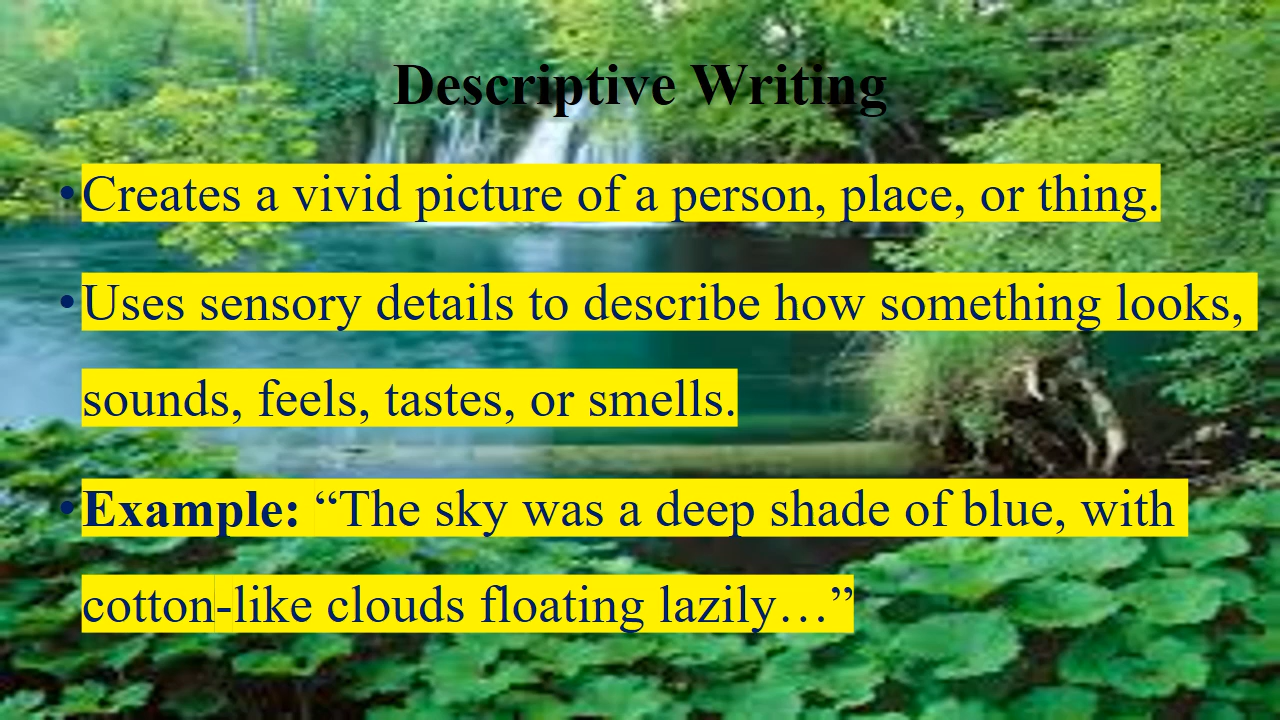 Descriptive Writing
•Creates a vivid picture of a person, place, or thing.
•Uses sensory details to describe how something looks,
sounds, feels, tastes, or smells.
•Example: “The sky was a deep shade of blue, with
cotton-like clouds floating lazily…”